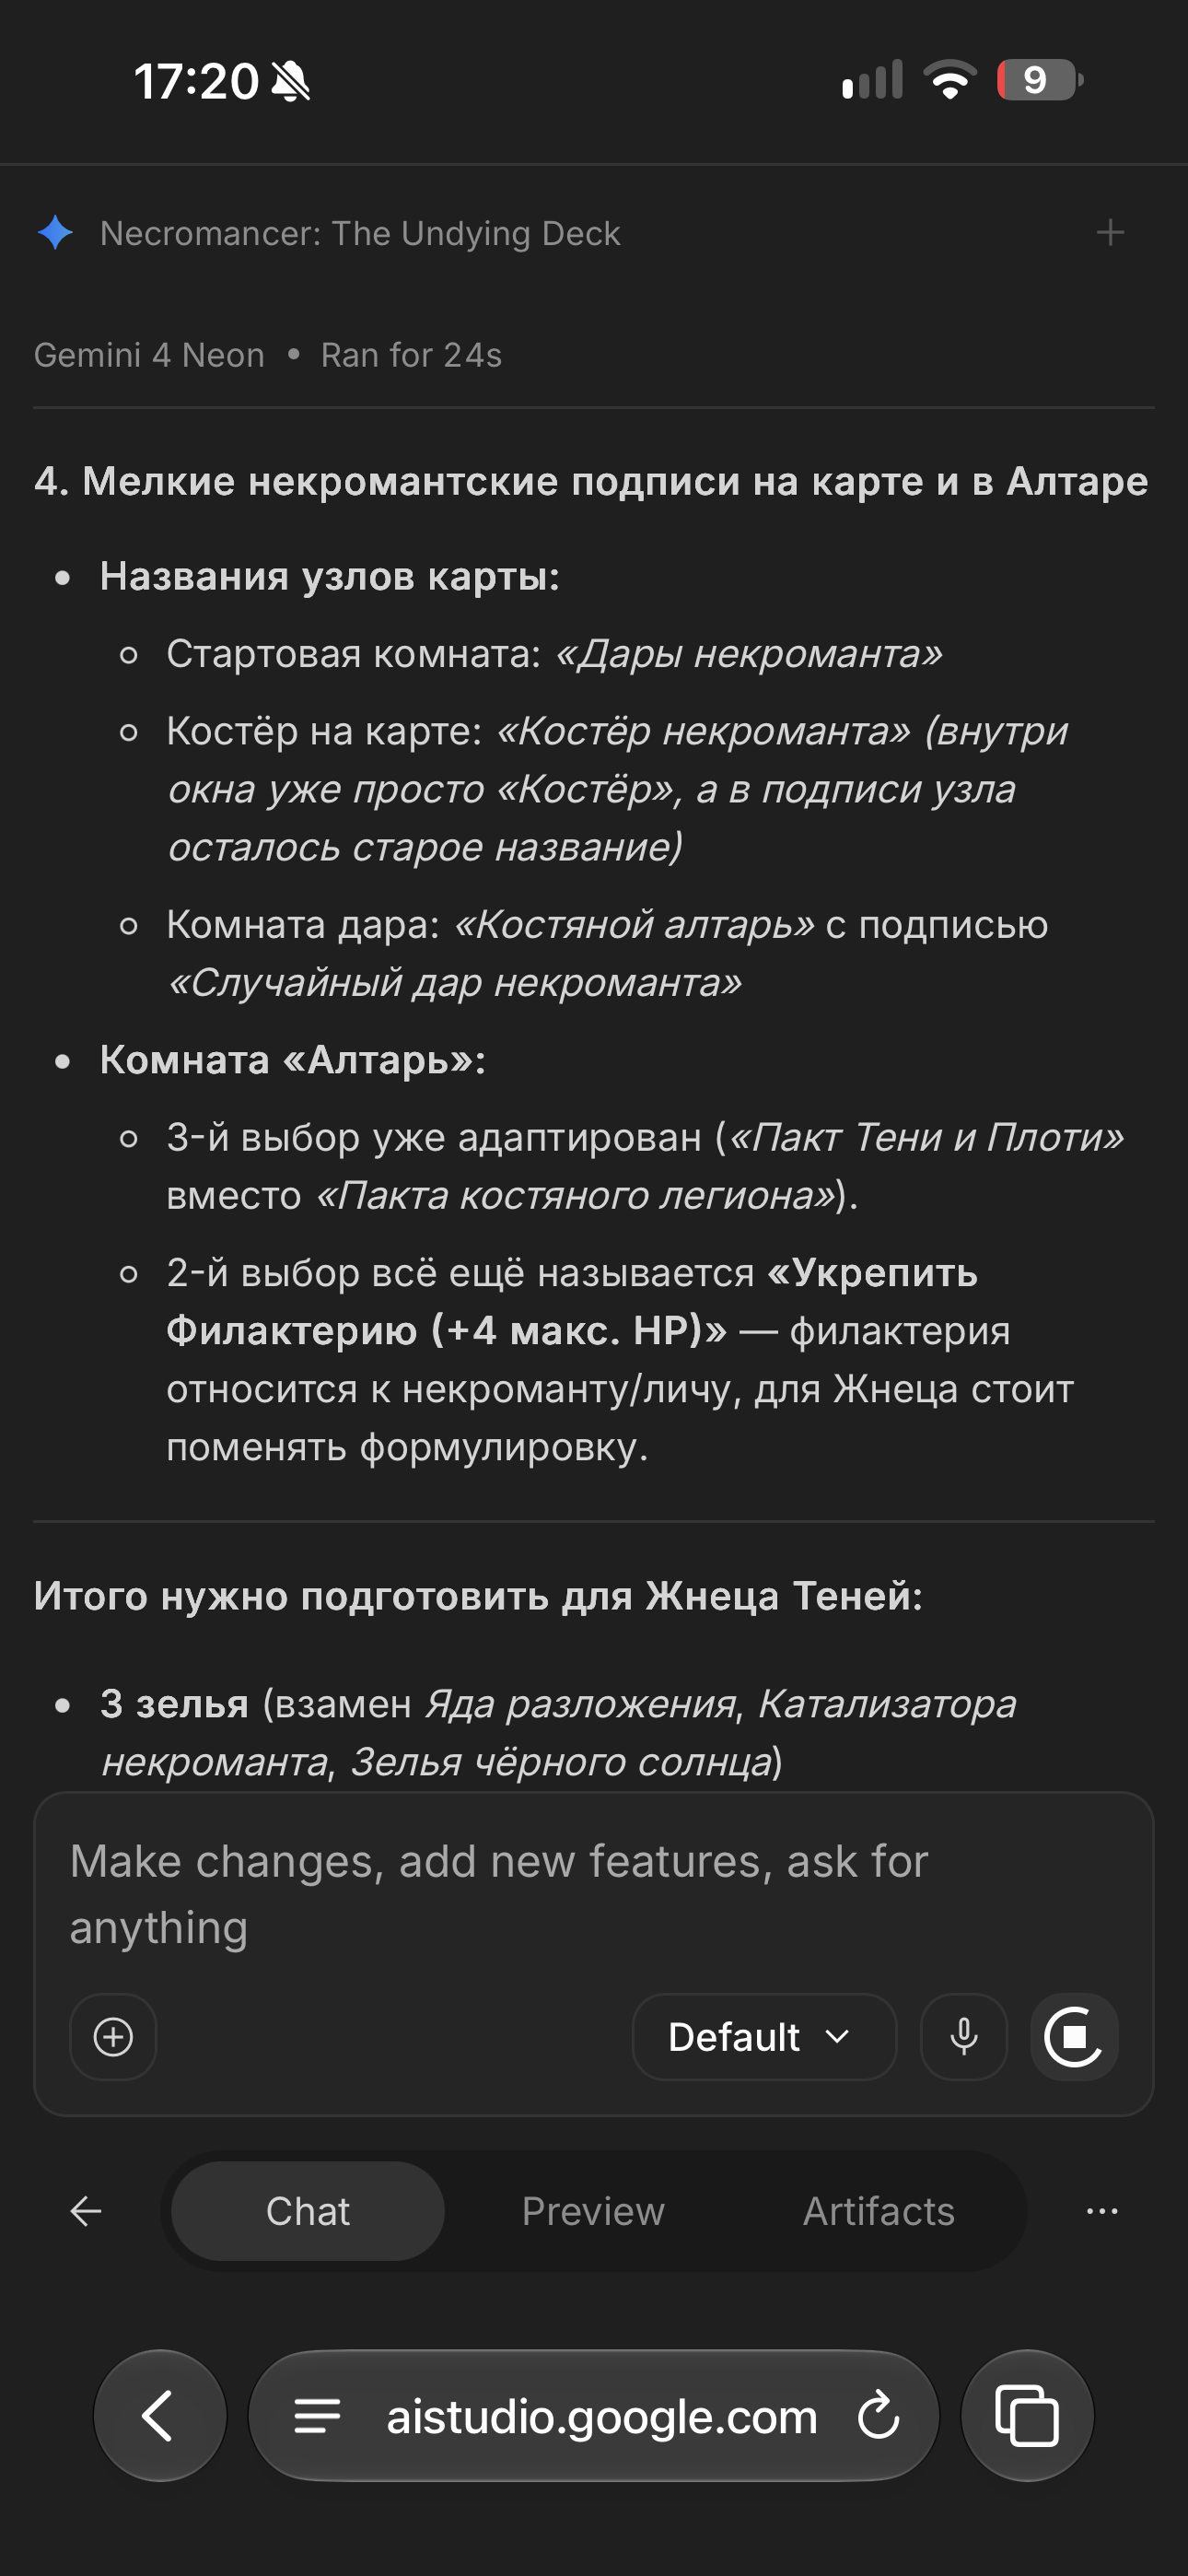 17:20
9
Necromancer: The Undying Deck
Gemini 4 Neon • Ran for 24s
4. Мелкие некромантские подписи на карте и в Алтаре
• Названия узлов карты:
◦ Стартовая комната: «Дары некроманта»
◦ Костёр на карте: «Костёр некроманта» (внутри
окна уже просто «Костёр», а в подписи узла
осталось старое название)
◦ Комната дара: «Костяной алтарь» с подписью
«Случайный дар некроманта»
• Комната «Алтарь»:
◦ 3-й выбор уже адаптирован («Пакт Тени и Плоти»
вместо «Пакта костяного легиона»).
◦ 2-й выбор всё ещё называется «Укрепить
Филактерию (+4 макс. HP)» — филактерия
относится к некроманту/личу, для Жнеца стоит
поменять формулировку.
Итого нужно подготовить для Жнеца Теней:
• 3 зелья (взамен Яда разложения, Катализатора
некроманта, Зелья чёрного солнца)
Make changes, add new features, ask for
anything
Default
Chat
Preview
Artifacts
aistudio.google.com